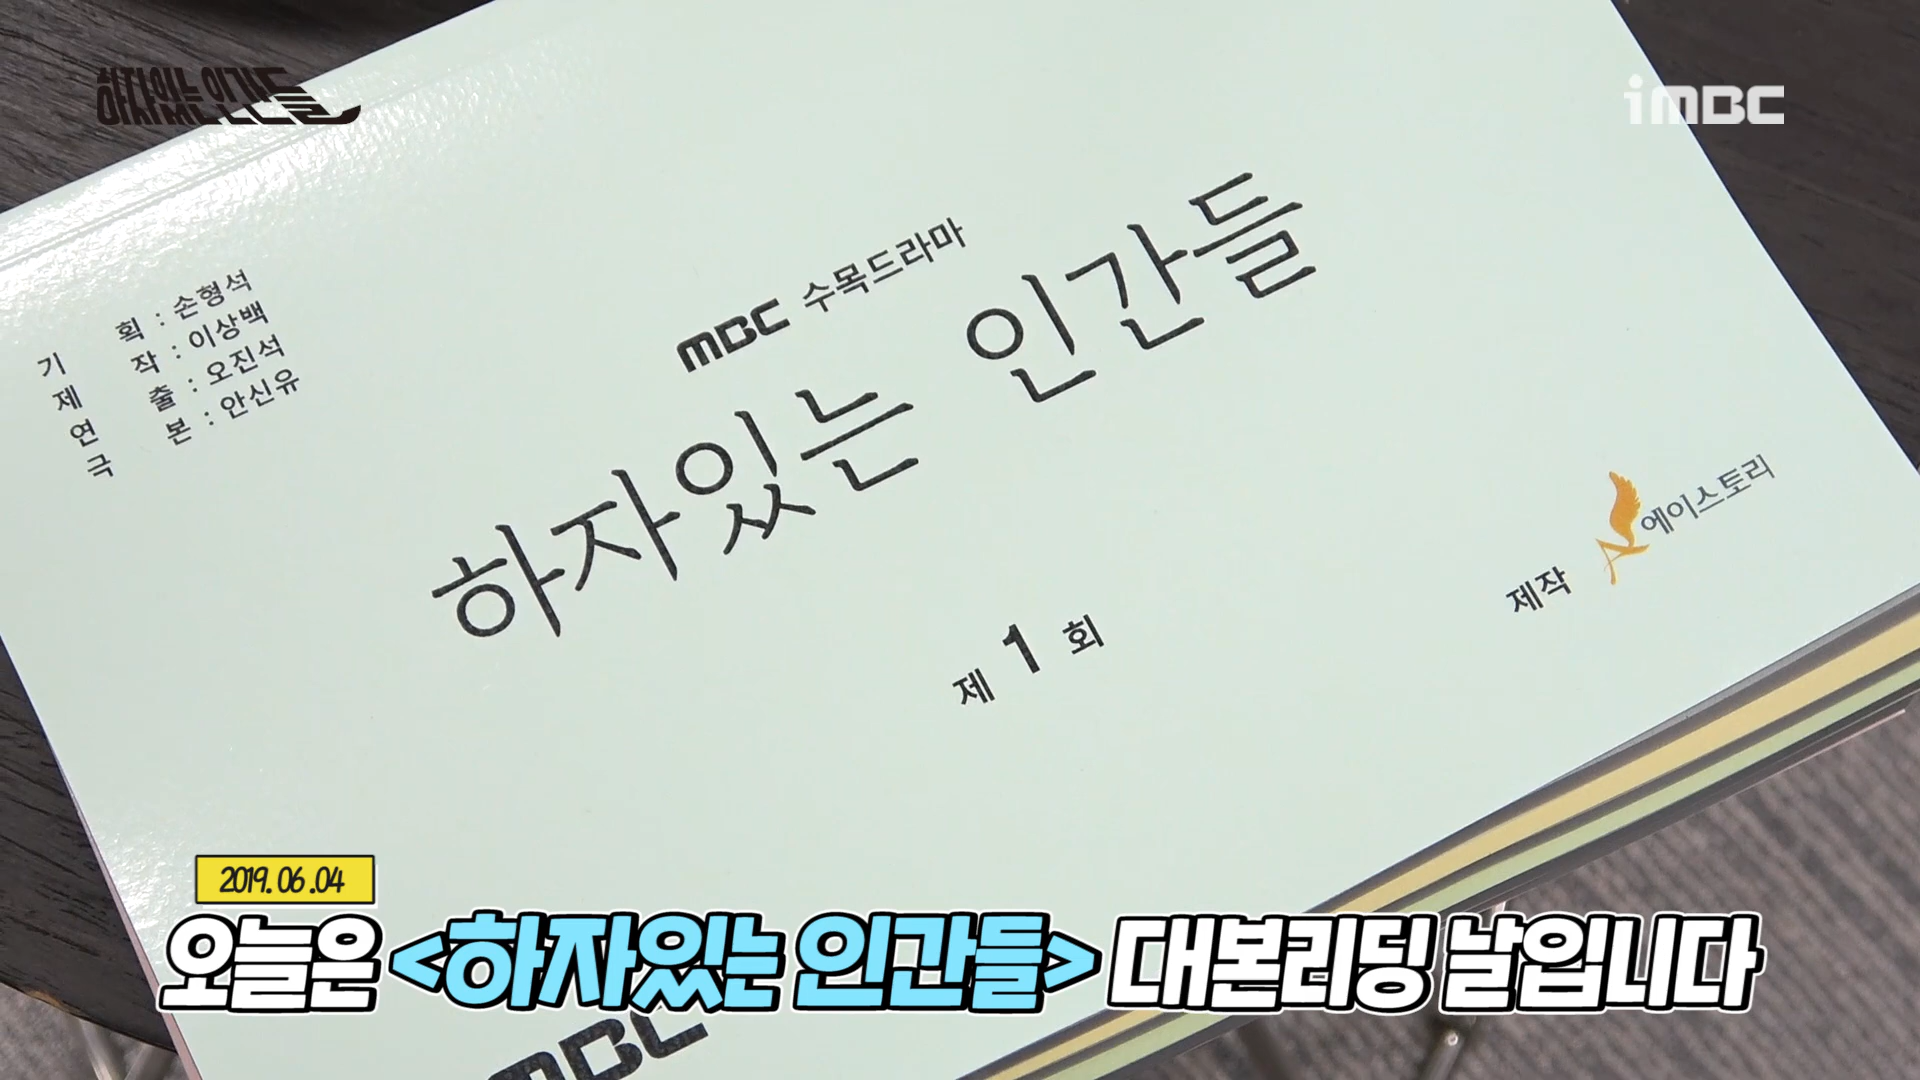 하자있는 인간들
iMBC
기 획 : 손형석
제 작 : 이상백
연 출 : 오진석
극 본 : 안신유
MBC 수목드라마
하자있는 인간들
제 1 회
제작 에이스토리
2019. 06. 04
오늘은 <하자있는 인간들> 대본리딩 날입니다
MBC